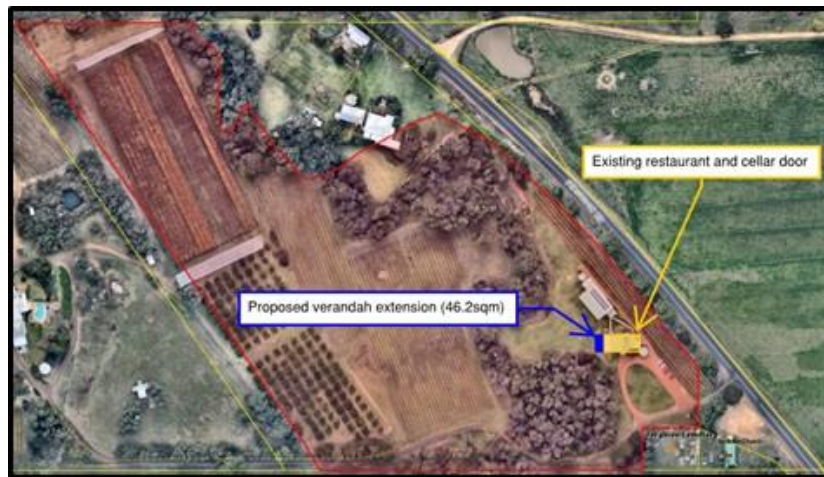 Existing restaurant and cellar door
Proposed verandah extension (46.2sqm)